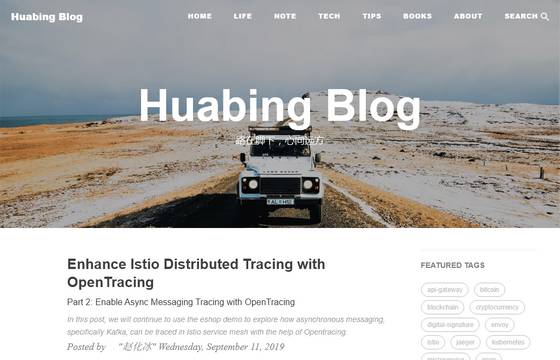 Huabing Blog
HOME LIFE NOTE TECH TIPS BOOKS ABOUT SEARCH
Huabing Blog
路在脚下，心向远方
Enhance Istio Distributed Tracing with
OpenTracing
Part 2: Enable Async Messaging Tracing with OpenTracing
In this post, we will continue to use the eshop demo to explore how asynchronous messaging,
specifically Kafka, can be traced in Istio service mesh with the help of Opentracing.
Posted by "赵化冰" Wednesday, September 11, 2019
FEATURED TAGS
api-gateway bitcoin
blockchain cryptocurrency
digital-signature envoy
istio jaeger kubernetes